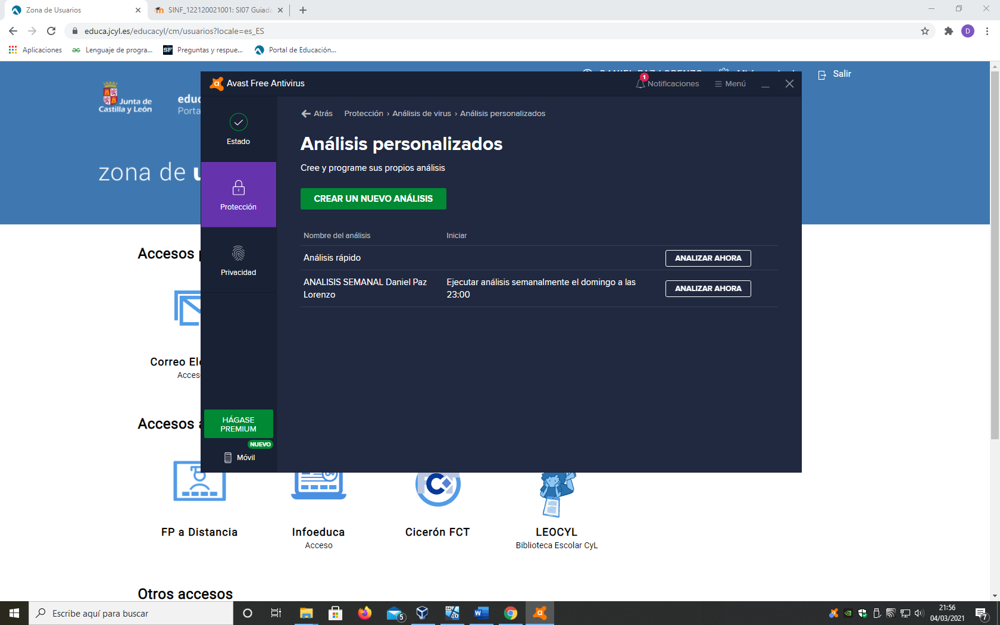 Zona de Usuarios
SINF_122120021001: SI07 Guiada
educa.jcyl.es/educacyl/cm/usuarios?locale=es_ES
D
Aplicaciones
Lenguaje de progra...
SF Preguntas y respue...
Portal de Educación...
Salir
Junta de
Castilla y León
educ
Porta
zona de u
Avast Free Antivirus
1
Notificaciones
Menú
Atrás
Protección › Análisis de virus › Análisis personalizados
Estado
Análisis personalizados
Cree y programe sus propios análisis
Protección
CREAR UN NUEVO ANÁLISIS
Nombre del análisis
Iniciar
Análisis rápido
ANALIZAR AHORA
Privacidad
ANALISIS SEMANAL Daniel Paz
Lorenzo
Ejecutar análisis semanalmente el domingo a las
23:00
ANALIZAR AHORA
HÁGASE
PREMIUM
NUEVO
Móvil
Accesos p
Correo Ele
Acces
Accesos a
FP a Distancia
Infoeduca
Acceso
Cicerón FCT
LEOCYL
Biblioteca Escolar CyL
Otros accesos
Escribe aquí para buscar
5
10
W
21:56
04/03/2021
7